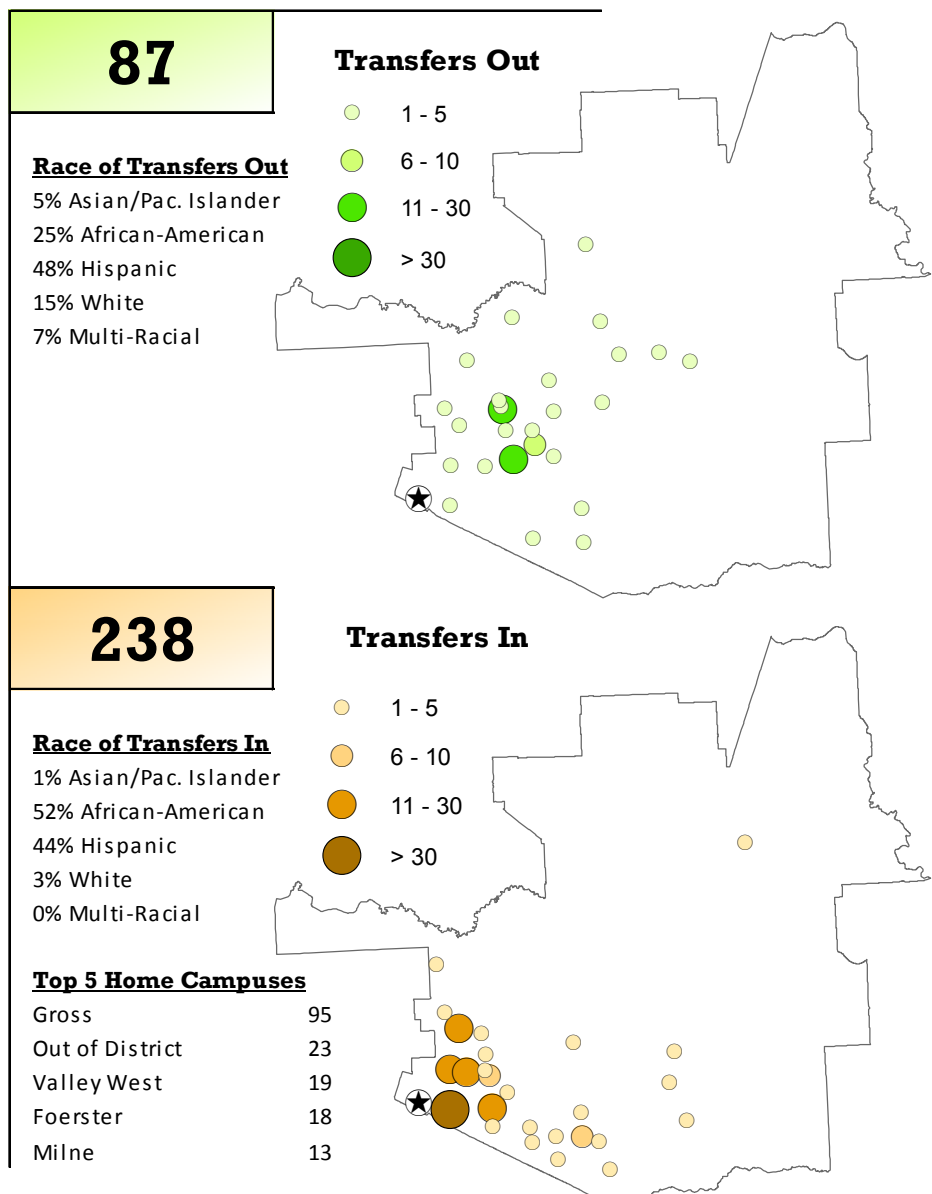 87
Transfers Out
1 - 5
6 - 10
11 - 30
> 30
Race of Transfers Out
5% Asian/Pac. Islander
25% African-American
48% Hispanic
15% White
7% Multi-Racial
238
Transfers In
1 - 5
6 - 10
11 - 30
> 30
Race of Transfers In
1% Asian/Pac. Islander
52% African-American
44% Hispanic
3% White
0% Multi-Racial
Top 5 Home Campuses
Gross 95
Out of District 23
Valley West 19
Foerster 18
Milne 13